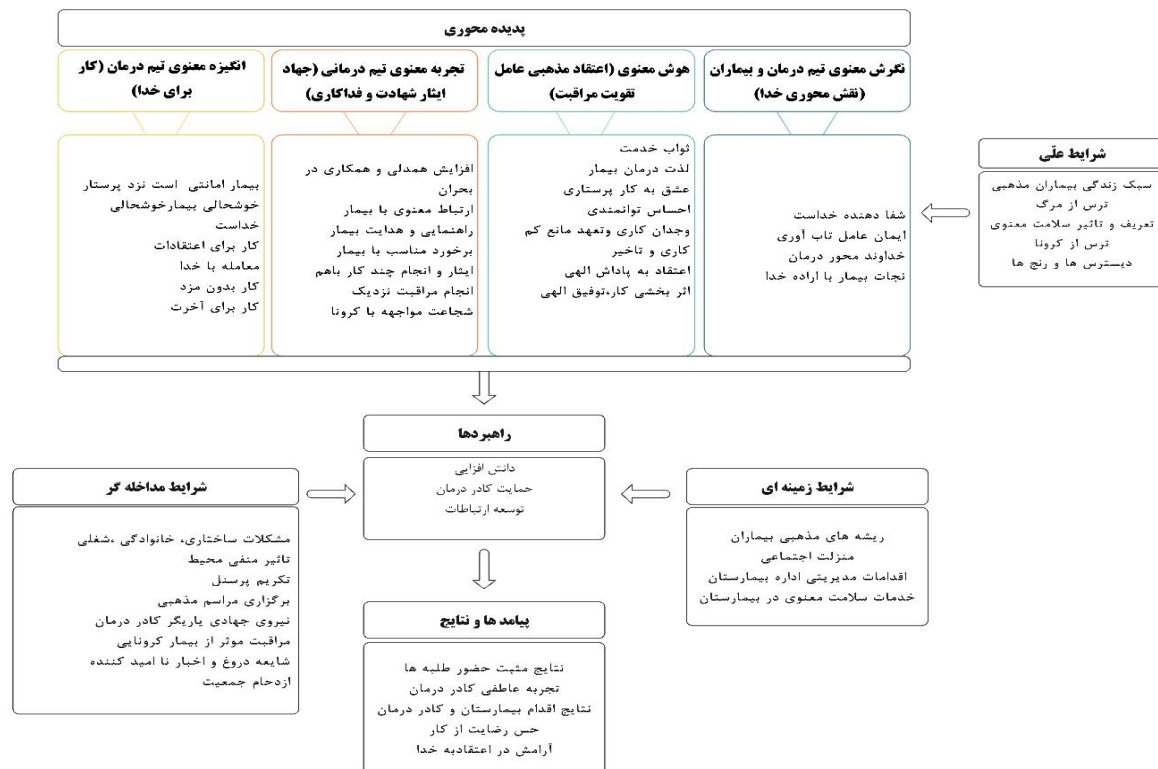 پدیده محوری
نگرش معنوی تیم درمان و بیماران
(نقش محوری خدا)
هوش معنوی (اعتقاد مذهبی عامل
تقویت مراقبت)
تجربه معنوی تیم درمانی (جهاد
ایثار شهادت و فداکاری)
انگیزه معنوی تیم درمان (کار
برای خدا)
شرایط علّی
سبک زندگی بیماران مذهبی
ترس از مرگ
تعریف و تاثیر سلامت معنوی
ترس از کرونا
دیسترس ها و رنج ها
شفا دهنده خداست
ایمان عامل تاب آوری
خداوند محور درمان
نجات بیمار با اراده خدا
ثواب خدمت
لذت درمان بیمار
عشق به کار پرستاری
احساس توانمندی
وجدان کاری وتعهد مانع کم
کاری و تاخیر
اعتقاد به پاداش الهی
اثر بخشی کار،توفیق الهی
افزایش همدلی و همکاری در
بحران
ارتباط معنوی با بیمار
راهنمایی و هدایت بیمار
برخورد مناسب با بیمار
ایثار و انجام چند کار باهم
انجام مراقبت نزدیک
شجاعت مواجهه با کرونا
بیمار امانتی است نزد پرستار
خوشحالی بیمارخوشحالی
خداست
کار برای اعتقادات
معامله با خدا
کار بدون مزد
کار برای آخرت
راهبردها
دانش افزایی
حمایت کادر درمان
توسعه ارتباطات
شرایط زمینه ای
ریشه های مذهبی بیماران
منزلت اجتماعی
اقدامات مدیریتی اداره بیمارستان
خدمات سلامت معنوی در بیمارستان
شرایط مداخله گر
مشکلات ساختاری، خانوادگی ،شغلی
تاثیر منفی محیط
تکریم پرسنل
برگزاری مراسم مذهبی
نیروی جهادی یاریگر کادر درمان
مراقبت موثر از بیمار کرونایی
شایعه دروغ و اخبار نا امید کننده
ازدحام جمعیت
پیامد ها و نتایج
نتایج مثبت حضور طلبه ها
تجربه عاطفی کادر درمان
نتایج اقدام بیمارستان و کادر درمان
حس رضایت از کار
آرامش در اعتقادبه خدا